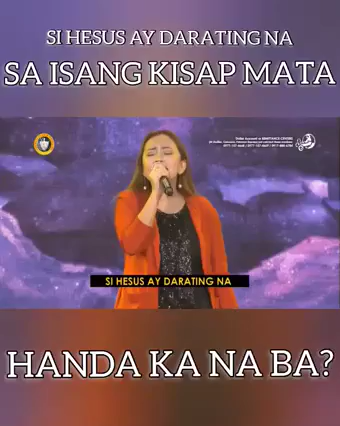 SI HESUS AY DARATING NA
SA ISANG KISAP MATA
SI HESUS AY DARATING NA
HANDA KA NA BA?